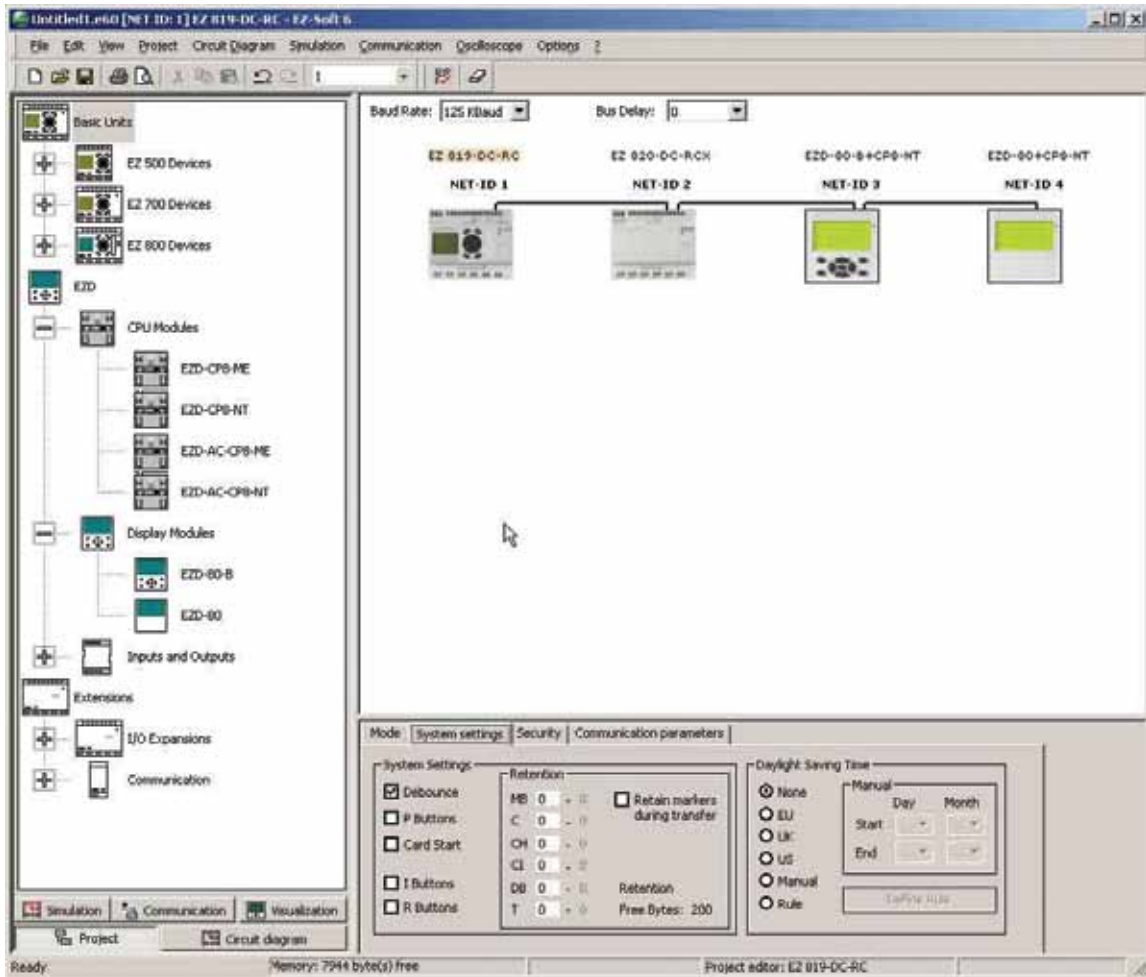 Untitled1.e60 [NET ID: 1] EZ 819-DC-RC - EZ-Soft 6
File Edit View Project Circuit Diagram Simulation Communication Oscilloscope Options ?
1
Baud Rate: 125 KBaud Bus Delay: 0
Basic Units
EZ 500 Devices
EZ 700 Devices
EZ 800 Devices
EZD
CPU Modules
EZD-CP8-ME
EZD-CP8-NT
EZD-AC-CP8-ME
EZD-AC-CP8-NT
Display Modules
EZD-80-B
EZD-80
Inputs and Outputs
Extensions
I/O Expansions
Communication
EZ 819-DC-RC EZ 820-DC-RCX EZD-80-B+CP8-NT EZD-80+CP8-NT
NET-ID 1 NET-ID 2 NET-ID 3 NET-ID 4
Mode System settings Security Communication parameters
System Settings
Debounce
P Buttons
Card Start
I Buttons
R Buttons
Retention
MB 0 - 0
C 0 - 0
CH 0 - 0
CI 0 - 0
DB 0 - 0
T 0 - 0
Retain markers
during transfer
Retention
Free Bytes: 200
Daylight Saving Time
None
EU
UK
US
Manual
Rule
Manual
Day Month
Start
End
Define Rule
Simulation Communication Visualization
Project Circuit diagram
Ready Memory: 7944 byte(s) free Project editor: EZ 819-DC-RC